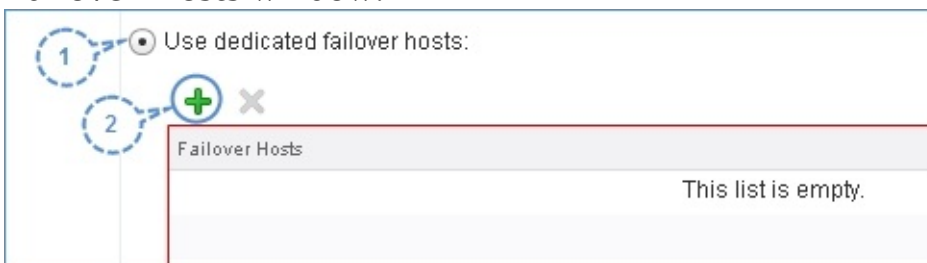 1
Use dedicated failover hosts:
2
Failover Hosts
This list is empty.